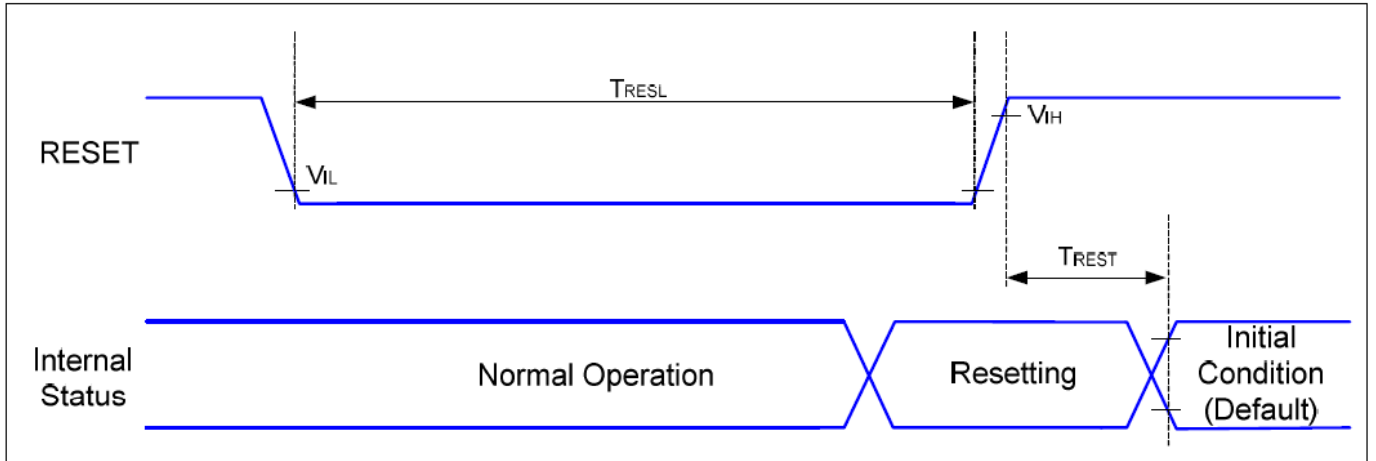 TRESL
RESET
VIH
VIL
TREST
Internal
Status
Normal Operation
Resetting
Initial
Condition
(Default)